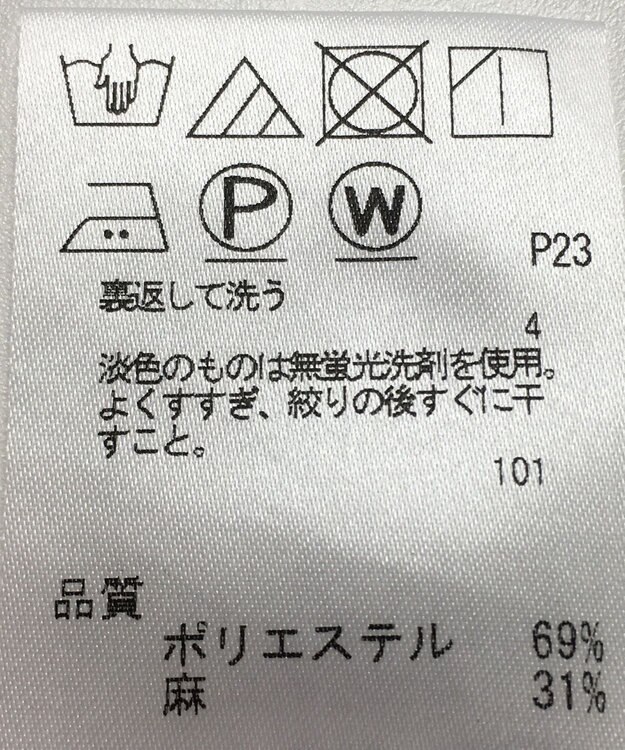 P W
P23
裏返して洗う
4
淡色のものは無蛍光洗剤を使用。
よくすすぎ、絞りの後すぐに干
すこと。
101
品質
ポリエステル 69%
麻 31%